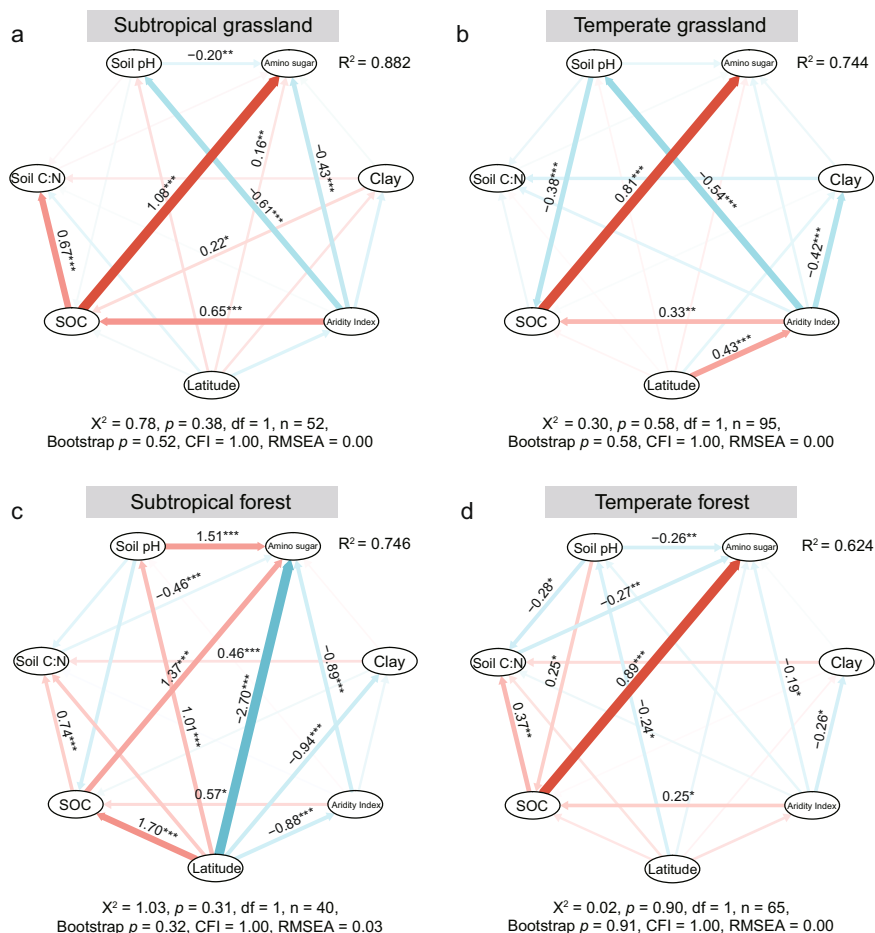 a
Subtropical grassland
Soil pH
−0.20**
Amino sugar
R² = 0.882
0.16**
−0.43***
Soil C:N
Clay
1.08***
−0.61***
0.67***
0.22*
0.65***
SOC
Aridity Index
Latitude
X² = 0.78, p = 0.38, df = 1, n = 52,
Bootstrap p = 0.52, CFI = 1.00, RMSEA = 0.00
b
Temperate grassland
Soil pH
Amino sugar
R² = 0.744
Soil C:N
Clay
−0.38***
0.81***
−0.54***
−0.42***
0.33**
SOC
Aridity Index
0.43***
Latitude
X² = 0.30, p = 0.58, df = 1, n = 95,
Bootstrap p = 0.58, CFI = 1.00, RMSEA = 0.00
c
Subtropical forest
Soil pH
1.51***
Amino sugar
R² = 0.746
−0.46***
Soil C:N
Clay
1.37***
0.46***
−2.70***
−0.89***
0.74***
1.01***
−0.94***
0.57*
SOC
Aridity Index
1.70***
−0.88***
Latitude
X² = 1.03, p = 0.31, df = 1, n = 40,
Bootstrap p = 0.32, CFI = 1.00, RMSEA = 0.03
d
Temperate forest
Soil pH
−0.26**
Amino sugar
R² = 0.624
−0.28*
−0.27**
Soil C:N
Clay
0.25*
0.89***
−0.19*
0.37**
−0.24*
−0.26*
0.25*
SOC
Aridity Index
Latitude
X² = 0.02, p = 0.90, df = 1, n = 65,
Bootstrap p = 0.91, CFI = 1.00, RMSEA = 0.00